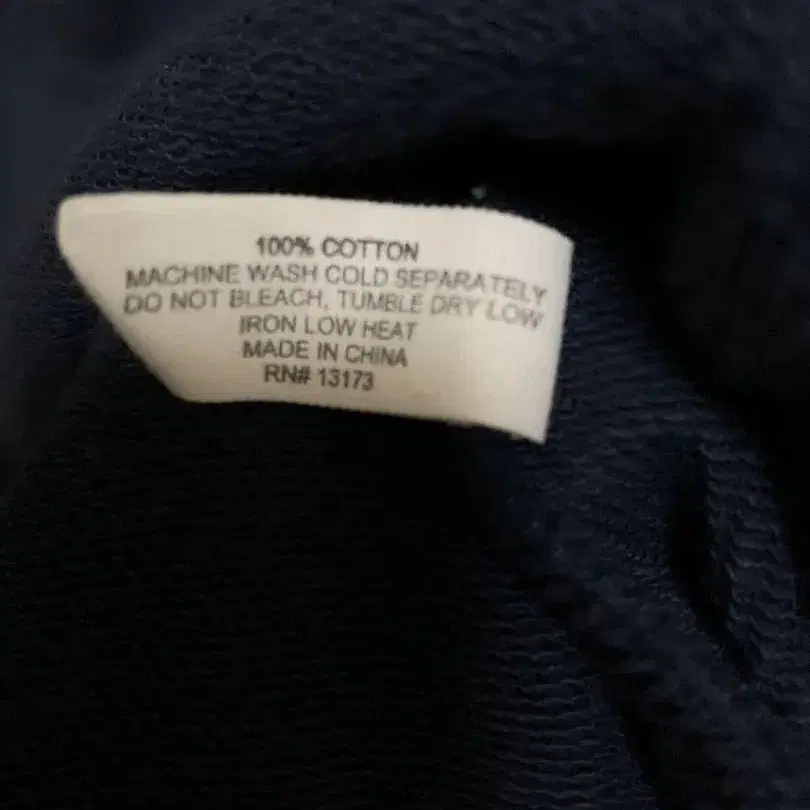 100% COTTON
MACHINE WASH COLD SEPARATELY
DO NOT BLEACH, TUMBLE DRY LOW
IRON LOW HEAT
MADE IN CHINA
RN# 13173